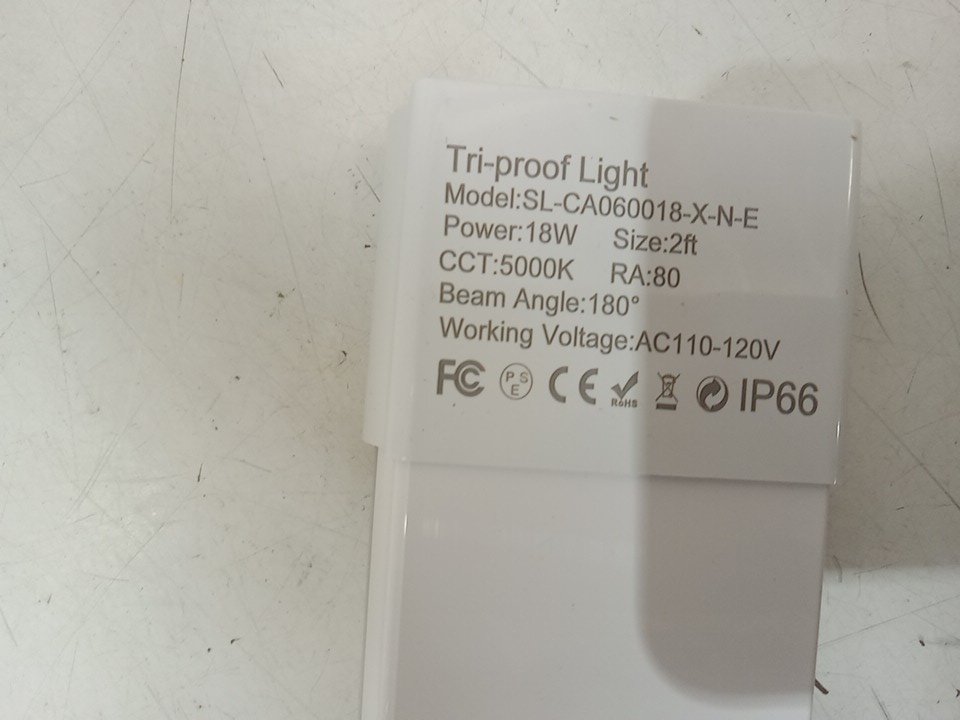 Tri-proof Light
Model:SL-CA060018-X-N-E
Power:18W Size:2ft
CCT:5000K RA:80
Beam Angle:180°
Working Voltage:AC110-120V
FC PSE CE RoHS IP66